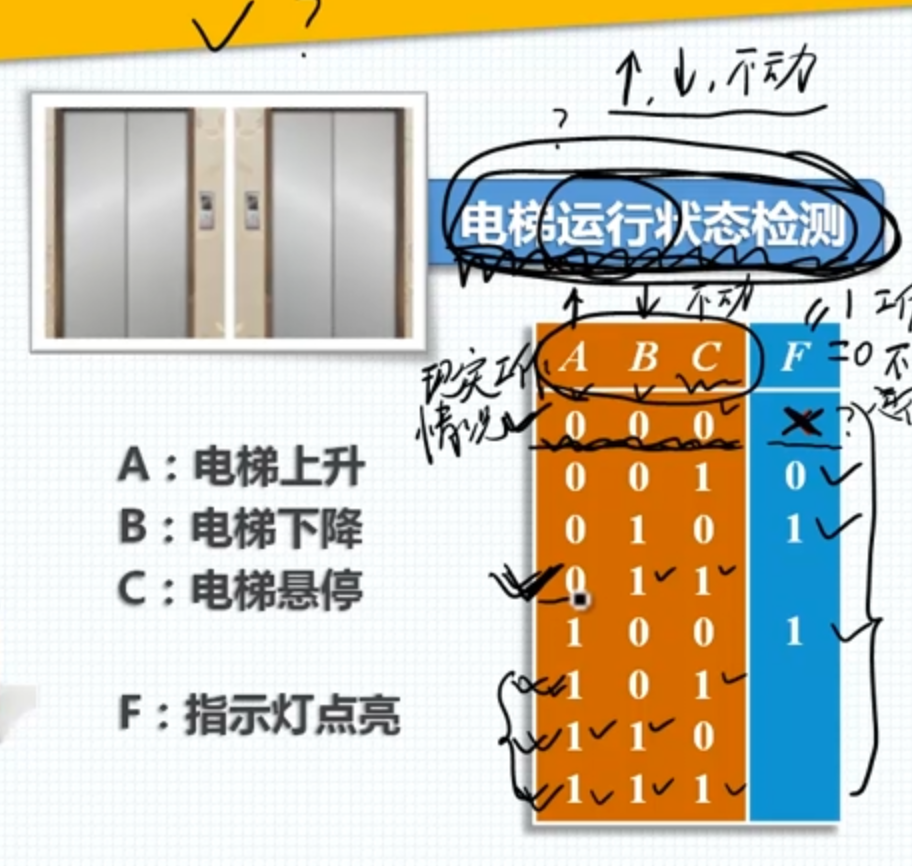 ?
↑, ↓, 不动
?
电梯运行状态检测
↑ ↓ 不动
A B C F =0 不
现实工作
情况
0 0 0 ×?
0 0 1 0
0 1 0 1
0 1 1
1 0 0 1
1 0 1
1 1 0
1 1 1
A：电梯上升
B：电梯下降
C：电梯悬停
F：指示灯点亮